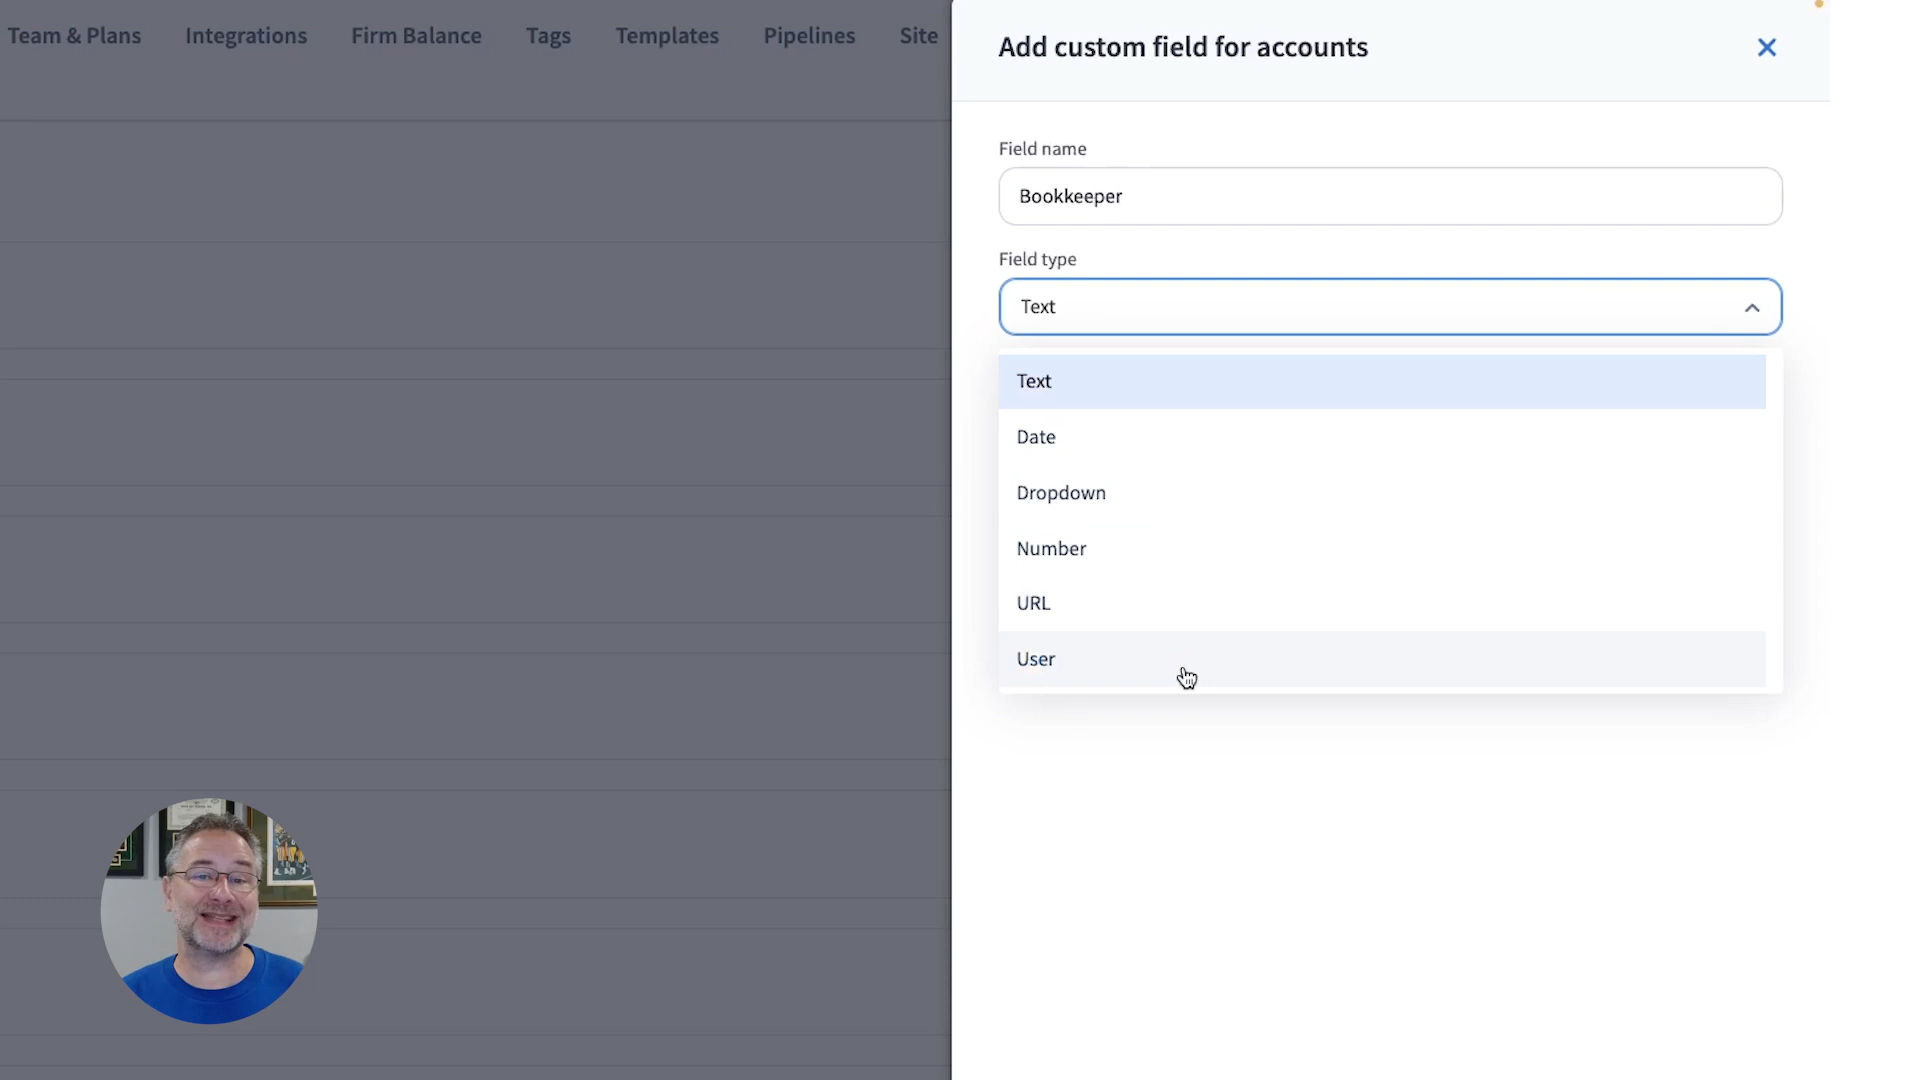 Team & Plans Integrations Firm Balance Tags Templates Pipelines Site
Add custom field for accounts
Field name
Bookkeeper
Field type
Text
Text
Date
Dropdown
Number
URL
User